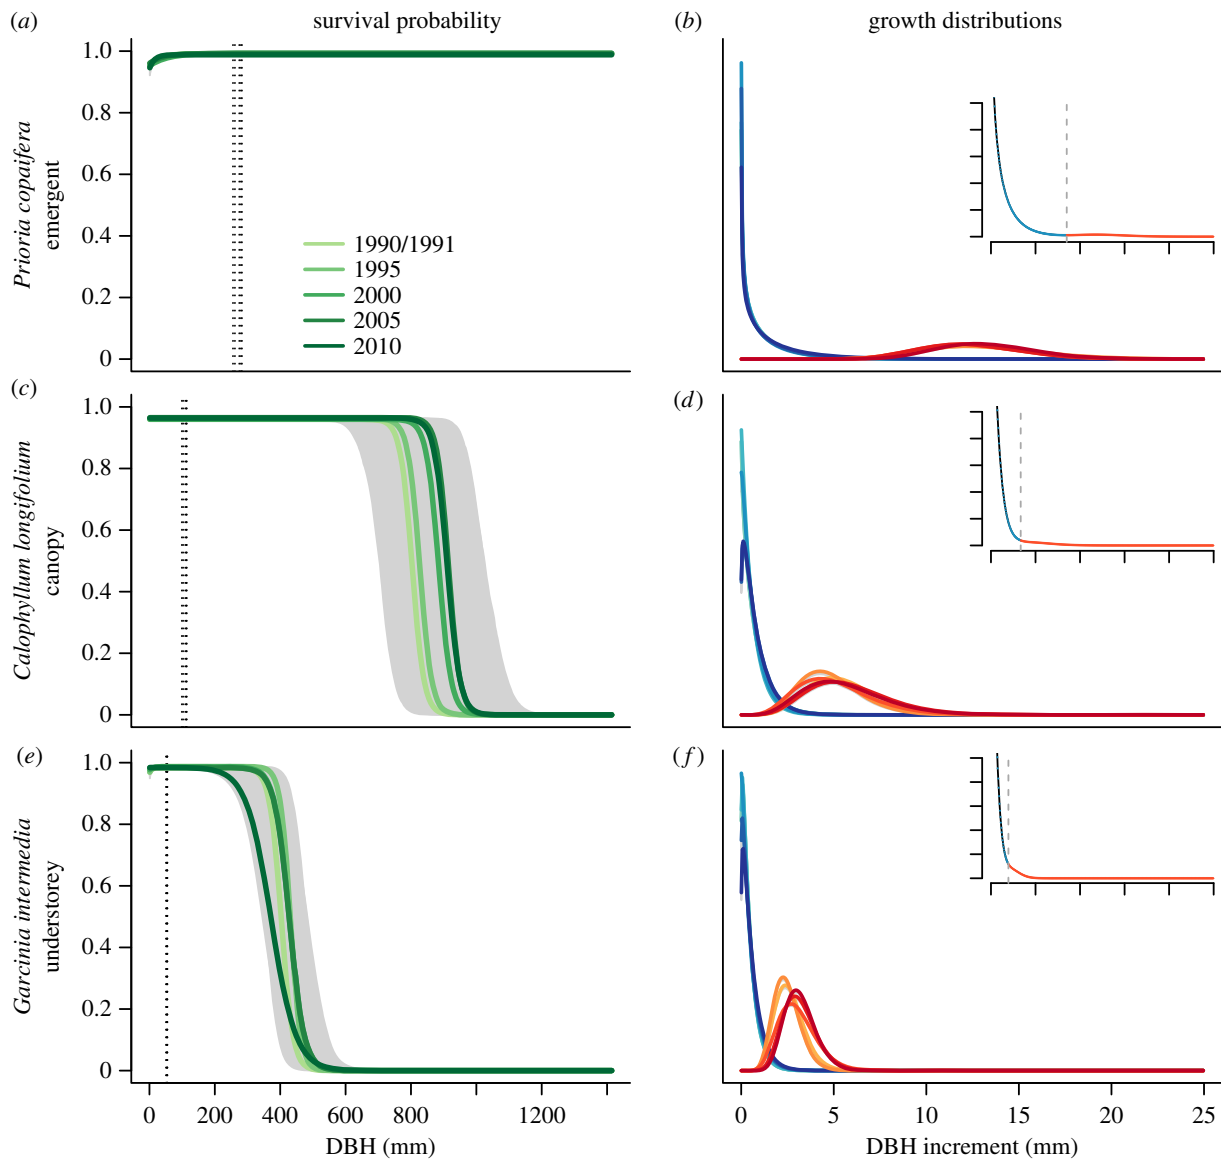 (a) survival probability
(b) growth distributions
Prioria copaifera
emergent
1.0
0.8
0.6
0.4
0.2
0
1990/1991
1995
2000
2005
2010
(c)
(d)
Calophyllum longifolium
canopy
1.0
0.8
0.6
0.4
0.2
0
(e)
(f)
Garcinia intermedia
understorey
1.0
0.8
0.6
0.4
0.2
0
0 200 400 600 800 1200
DBH (mm)
0 5 10 15 20 25
DBH increment (mm)